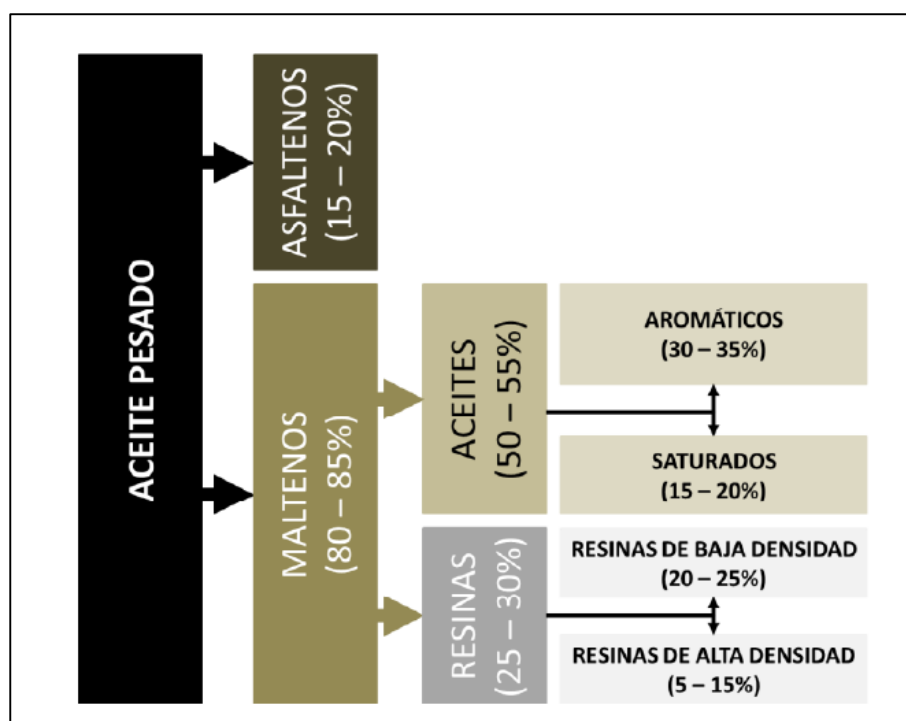 ACEITE PESADO
ASFALTENOS
(15 – 20%)
MALTENOS
(80 – 85%)
ACEITES
(50 – 55%)
RESINAS
(25 – 30%)
AROMÁTICOS
(30 – 35%)
SATURADOS
(15 – 20%)
RESINAS DE BAJA DENSIDAD
(20 – 25%)
RESINAS DE ALTA DENSIDAD
(5 – 15%)